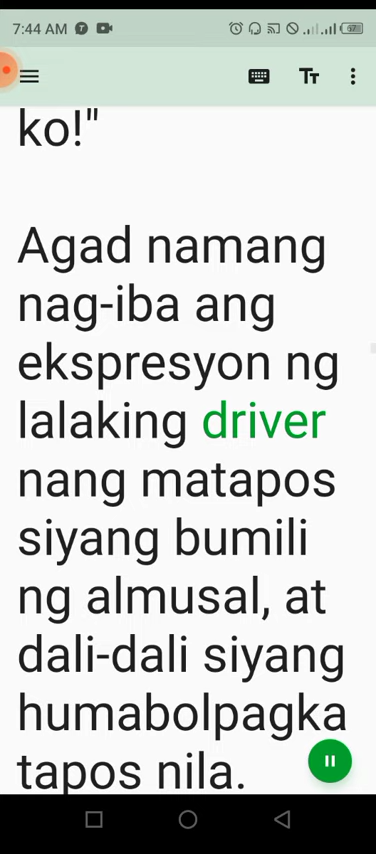 7:44 AM
ko!"
Agad namang
nag-iba ang
ekspresyon ng
lalaking driver
nang matapos
siyang bumili
ng almusal, at
dali-dali siyang
humabolpagka
tapos nila.